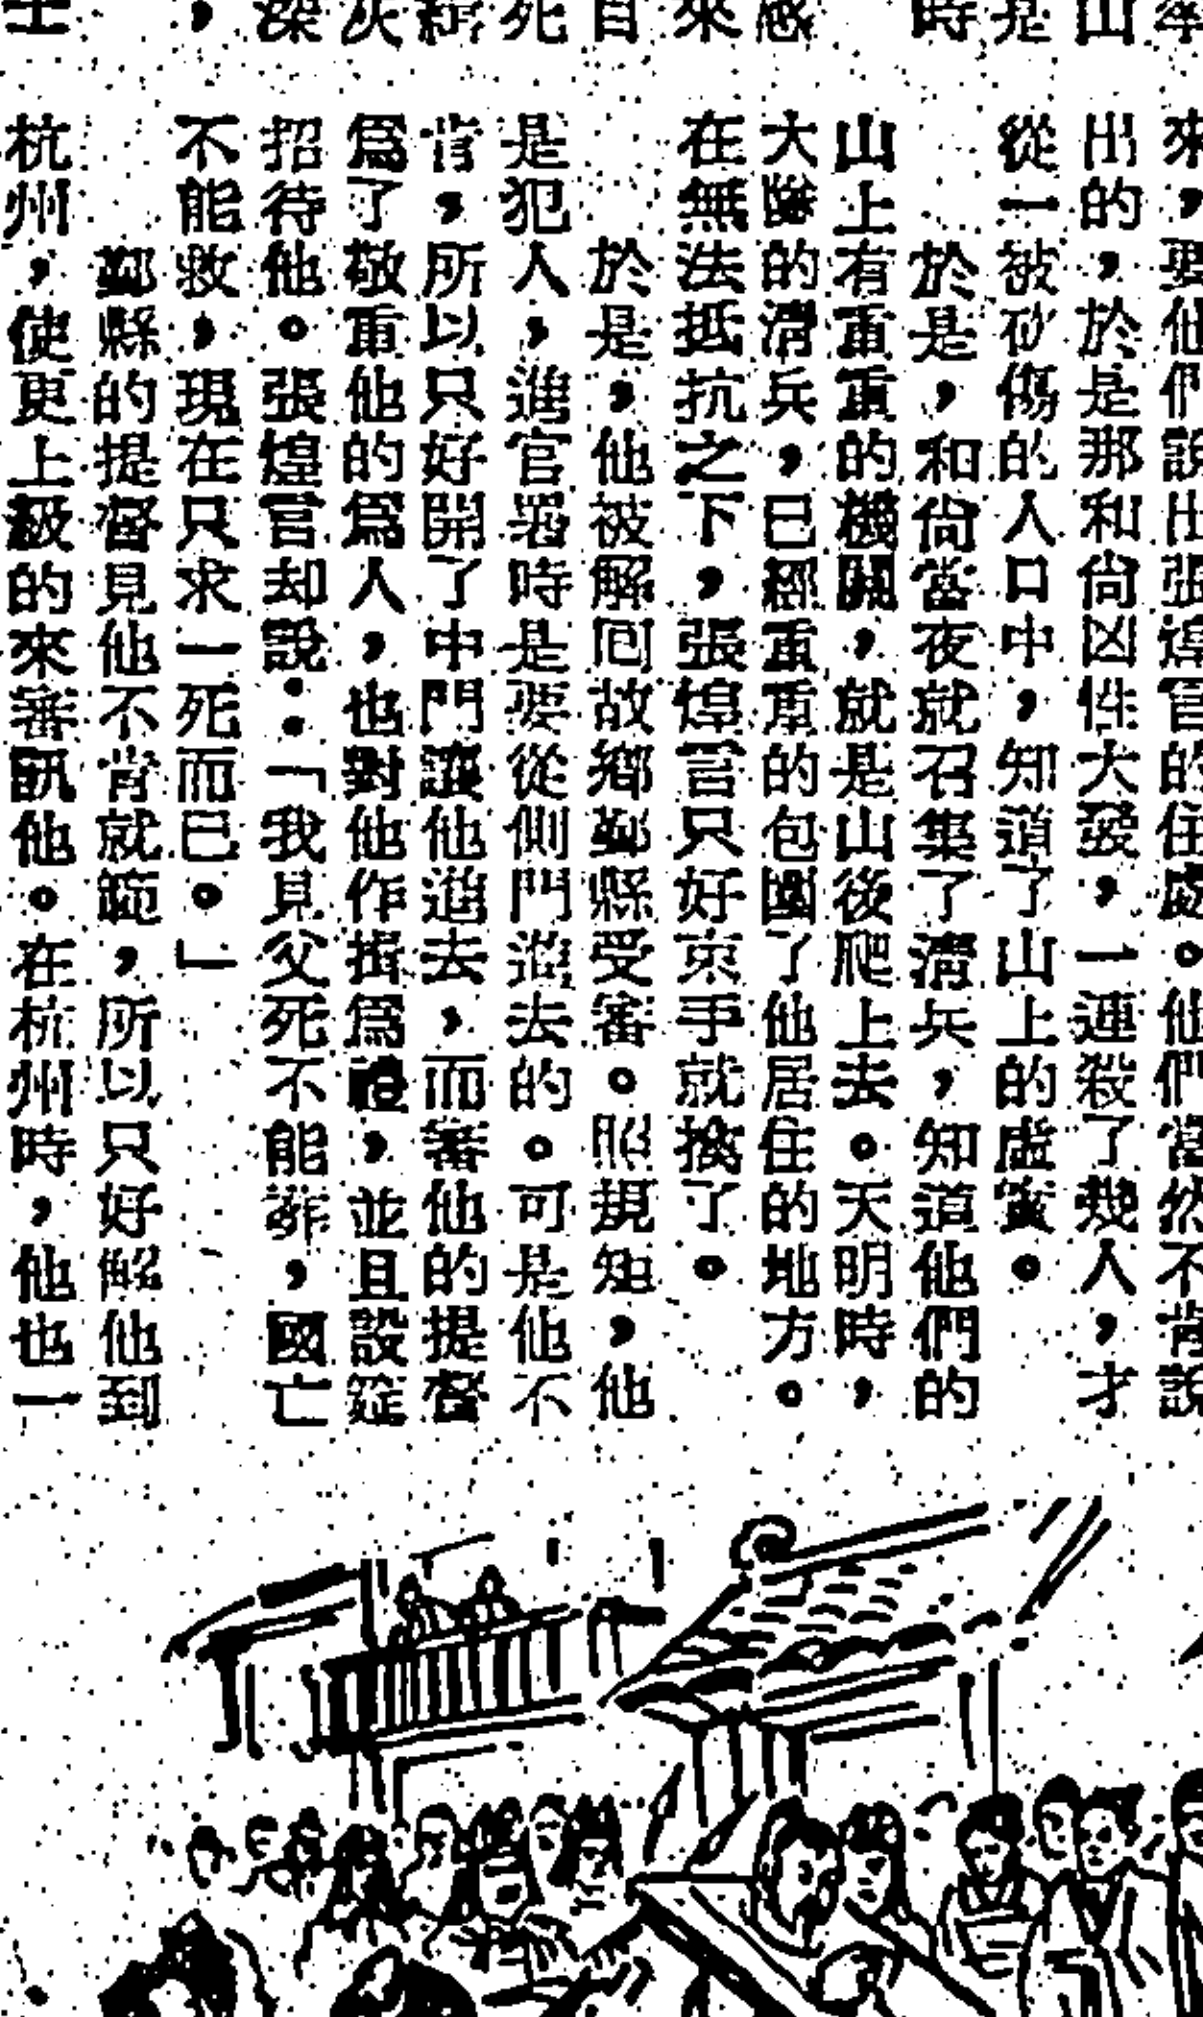 來，要他們說出張煌言的住處。他們當然不肯說
出的，於是那和尙凶性大發，一連殺了幾人，才
從一被砍傷的人口中，知道了山上的虛實。
於是，和尙當夜就召集了清兵，知道他們的
山上有重重的機關，就是山後爬上去。天明時，
大隊的清兵，已經重重的包圍了他居住的地方。
在無法抵抗之下，張煌言只好束手就擒了。
於是，他被解回故鄉鄞縣受審。照規矩，他
是犯人，進官署時是要從側門進去的。可是他不
肯，所以只好開了中門讓他進去，而審他的提督
爲了敬重他的爲人，也對他作揖爲禮，並且設筵
招待他。張煌言却說：「我見父死不能葬，國亡
不能救，現在只求一死而已。」
鄞縣的提督見他不肯就範，所以只好解他到
杭州，使更上級的來審訊他。在杭州時，他也一